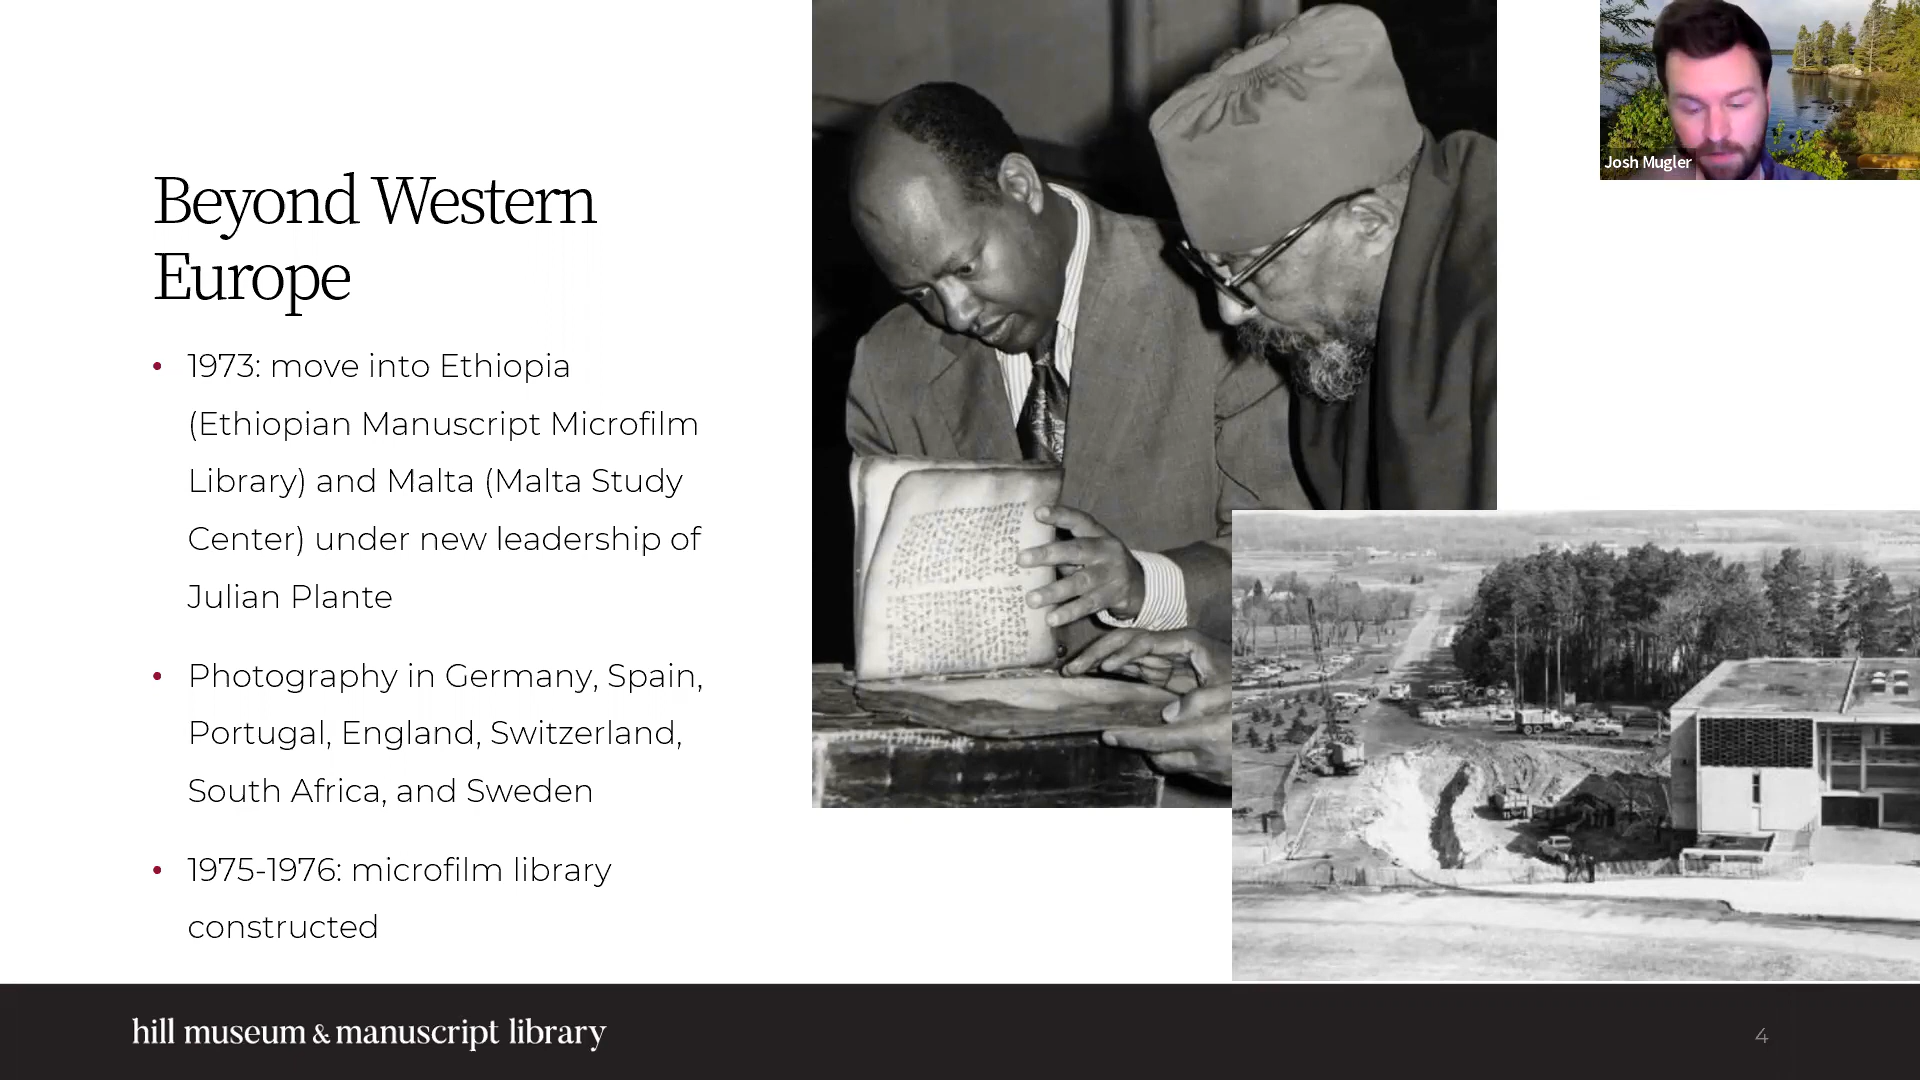 Beyond Western
Europe
• 1973: move into Ethiopia
(Ethiopian Manuscript Microfilm
Library) and Malta (Malta Study
Center) under new leadership of
Julian Plante
• Photography in Germany, Spain,
Portugal, England, Switzerland,
South Africa, and Sweden
• 1975-1976: microfilm library
constructed
Josh Mugler
hill museum & manuscript library
4